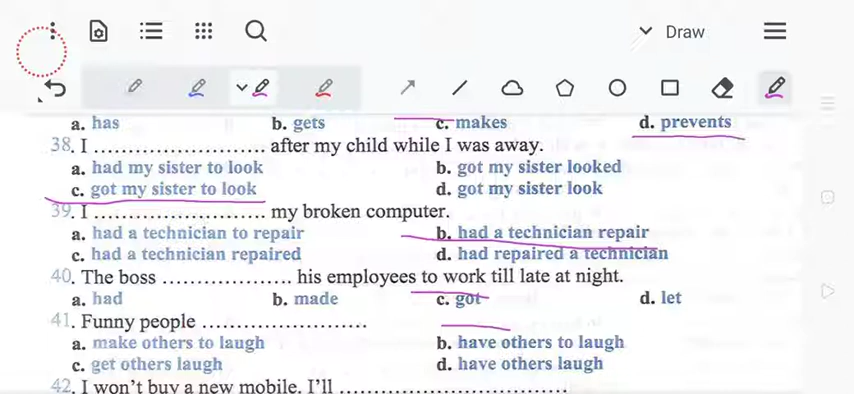 Draw
a. has b. gets c. makes d. prevents
38. I ........................... after my child while I was away.
a. had my sister to look b. got my sister looked
c. got my sister to look d. got my sister look
39. I ........................... my broken computer.
a. had a technician to repair b. had a technician repair
c. had a technician repaired d. had repaired a technician
40. The boss ..................... his employees to work till late at night.
a. had b. made c. got d. let
41. Funny people ..........................
a. make others to laugh b. have others to laugh
c. get others laugh d. have others laugh
42. I won't buy a new mobile. I'll ....................................